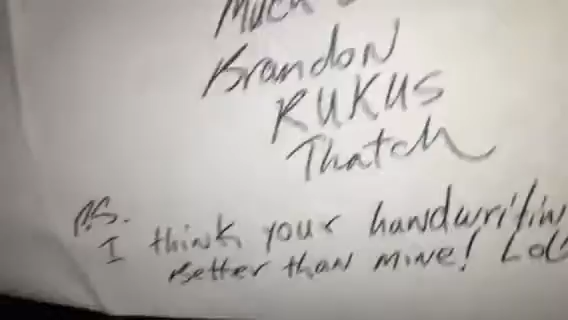 Much
Brandon
RUKUS
Thatch
P.S.
I think your handwritin
Better than mine! LoL